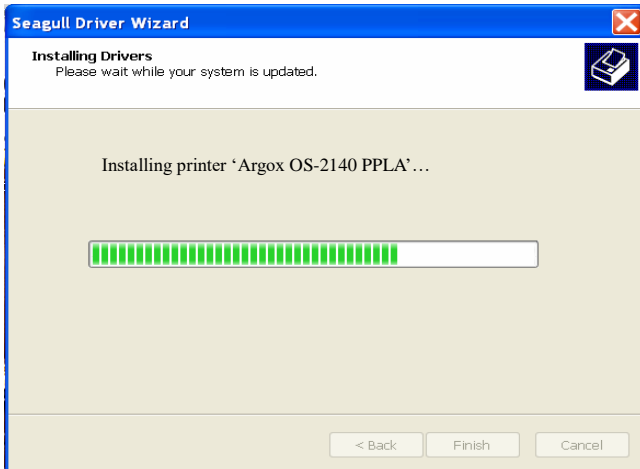 Seagull Driver Wizard
Installing Drivers
Please wait while your system is updated.
Installing printer ‘Argox OS-2140 PPLA’…
< Back
Finish
Cancel